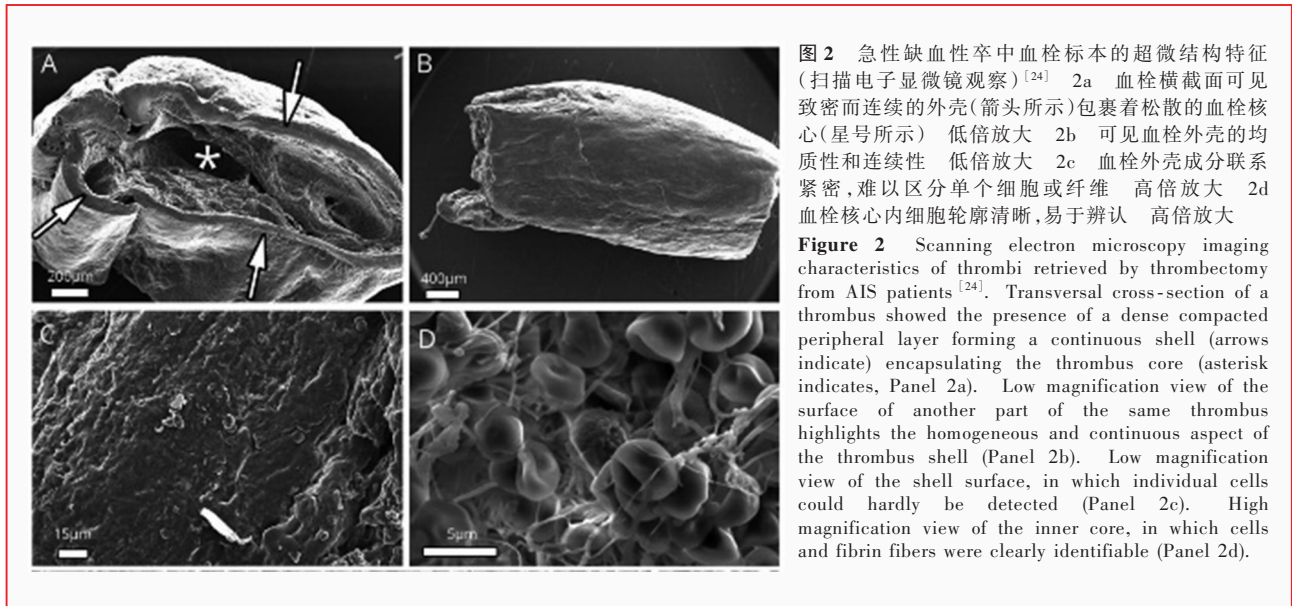 A
*
200μm
B
400μm
C
15μm
D
5μm
图 2 急性缺血性卒中血栓标本的超微结构特征
(扫描电子显微镜观察)[24] 2a 血栓横截面可见
致密而连续的外壳(箭头所示)包裹着松散的血栓核
心(星号所示) 低倍放大 2b 可见血栓外壳的均
质性和连续性 低倍放大 2c 血栓外壳成分联系
紧密,难以区分单个细胞或纤维 高倍放大 2d
血栓核心内细胞轮廓清晰,易于辨认 高倍放大
Figure 2 Scanning electron microscopy imaging
characteristics of thrombi retrieved by thrombectomy
from AIS patients[24]. Transversal cross-section of a
thrombus showed the presence of a dense compacted
peripheral layer forming a continuous shell (arrows
indicate) encapsulating the thrombus core (asterisk
indicates, Panel 2a). Low magnification view of the
surface of another part of the same thrombus
highlights the homogeneous and continuous aspect of
the thrombus shell (Panel 2b). Low magnification
view of the shell surface, in which individual cells
could hardly be detected (Panel 2c). High
magnification view of the inner core, in which cells
and fibrin fibers were clearly identifiable (Panel 2d).